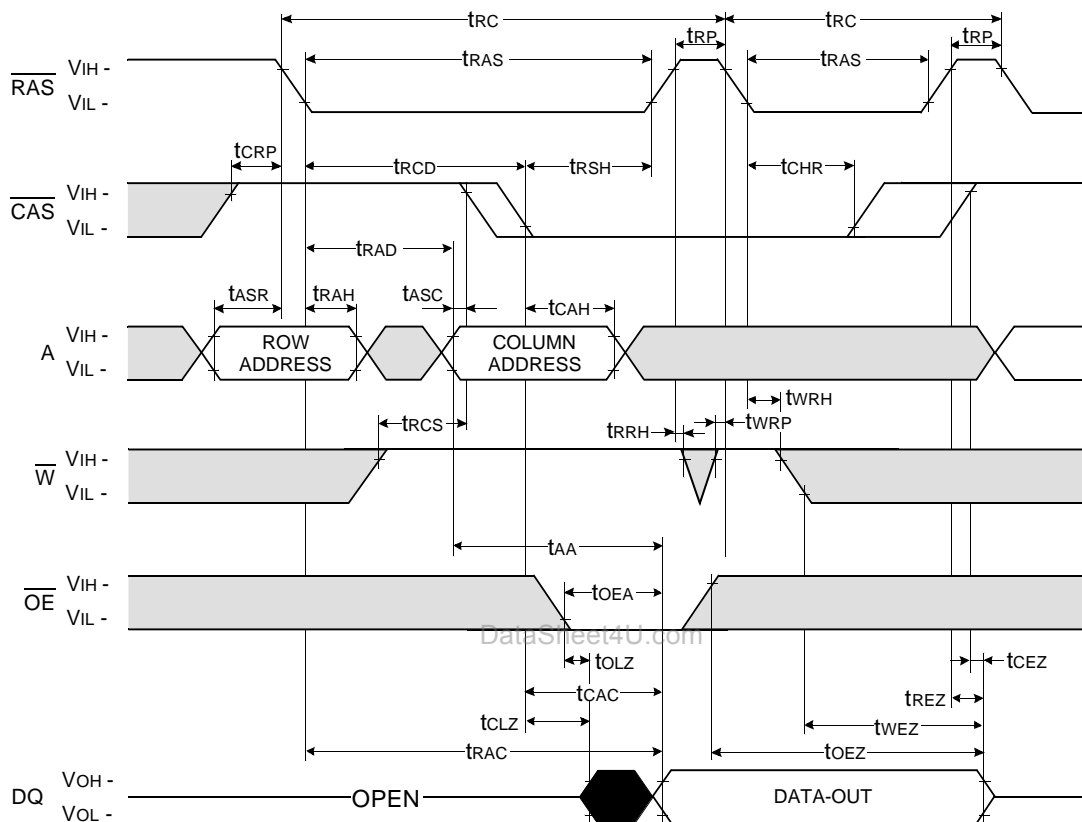 tRC tRC
tRP tRP
tRAS tRAS
RAS VIH -
VIL -
tCRP tRCD tRSH tCHR
CAS VIH -
VIL -
tRAD
tASR tRAH tASC tCAH
A VIH -
VIL -
ROW ADDRESS
COLUMN ADDRESS
tWRH
tRCS tRRH tWRP
W VIH -
VIL -
tAA
OE VIH -
VIL -
tOEA
DataSheet4U.com
tOLZ tCEZ
tCAC tREZ
tCLZ tWEZ
tRAC tOEZ
DQ VOH -
VOL -
OPEN DATA-OUT